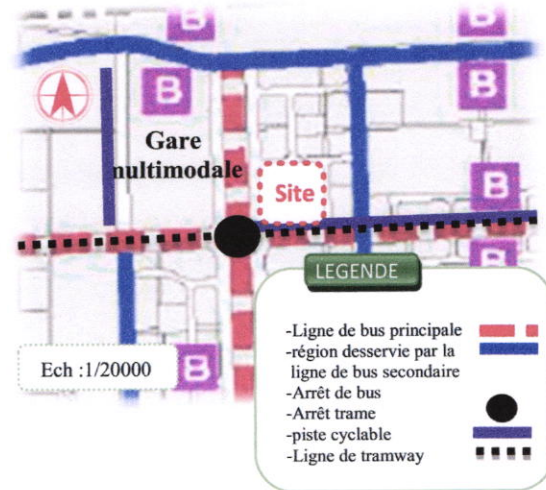 B
B
B
Gare
multimodale
B
Site
B
B
B
Ech :1/20000
LEGENDE
-Ligne de bus principale
-région desservie par la
ligne de bus secondaire
-Arrêt de bus
-Arrêt trame
-piste cyclable
-Ligne de tramway